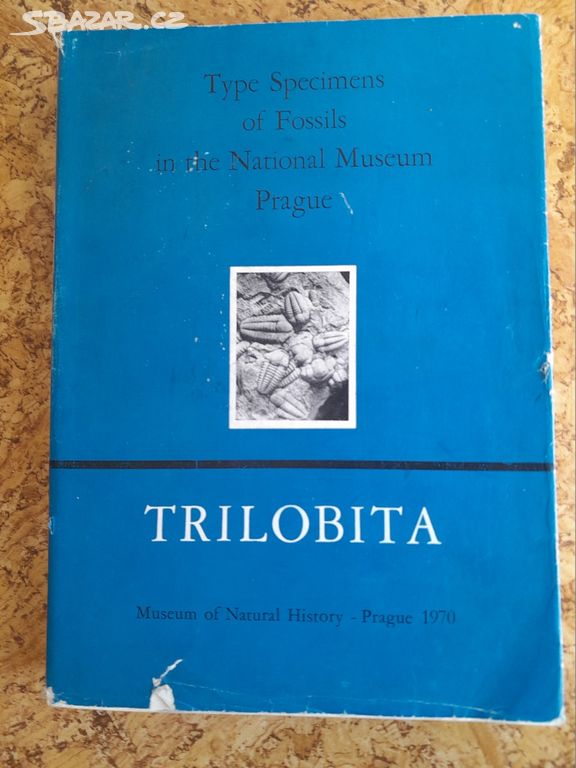 SBAZAR.CZ
Type Specimens
of Fossils
in the National Museum
Prague
TRILOBITA
Museum of Natural History - Prague 1970